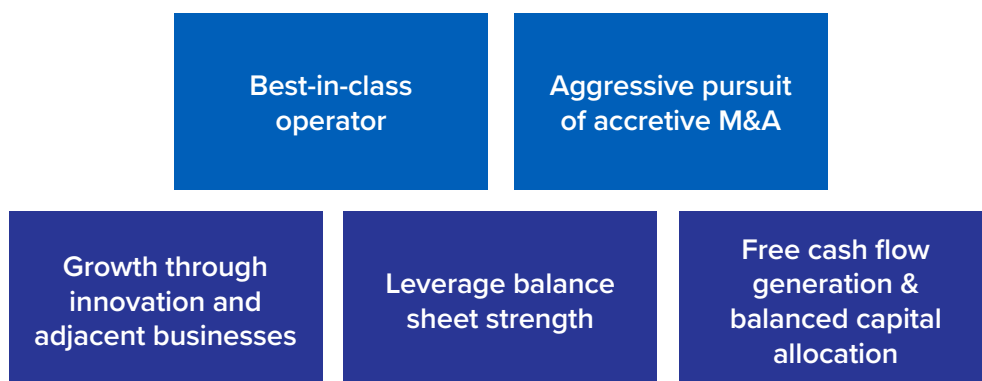 Best-in-class
operator
Aggressive pursuit
of accretive M&A
Growth through
innovation and
adjacent businesses
Leverage balance
sheet strength
Free cash flow
generation &
balanced capital
allocation